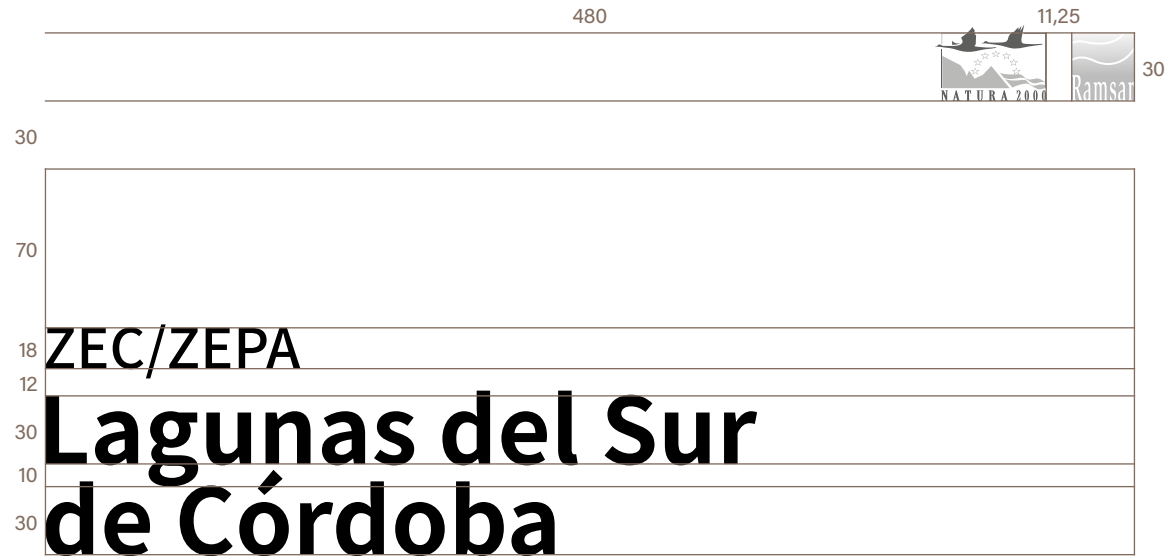 480
11,25
30
NATURA 2000
Ramsar
30
70
18
ZEC/ZEPA
12
30
Lagunas del Sur
10
30
de Córdoba